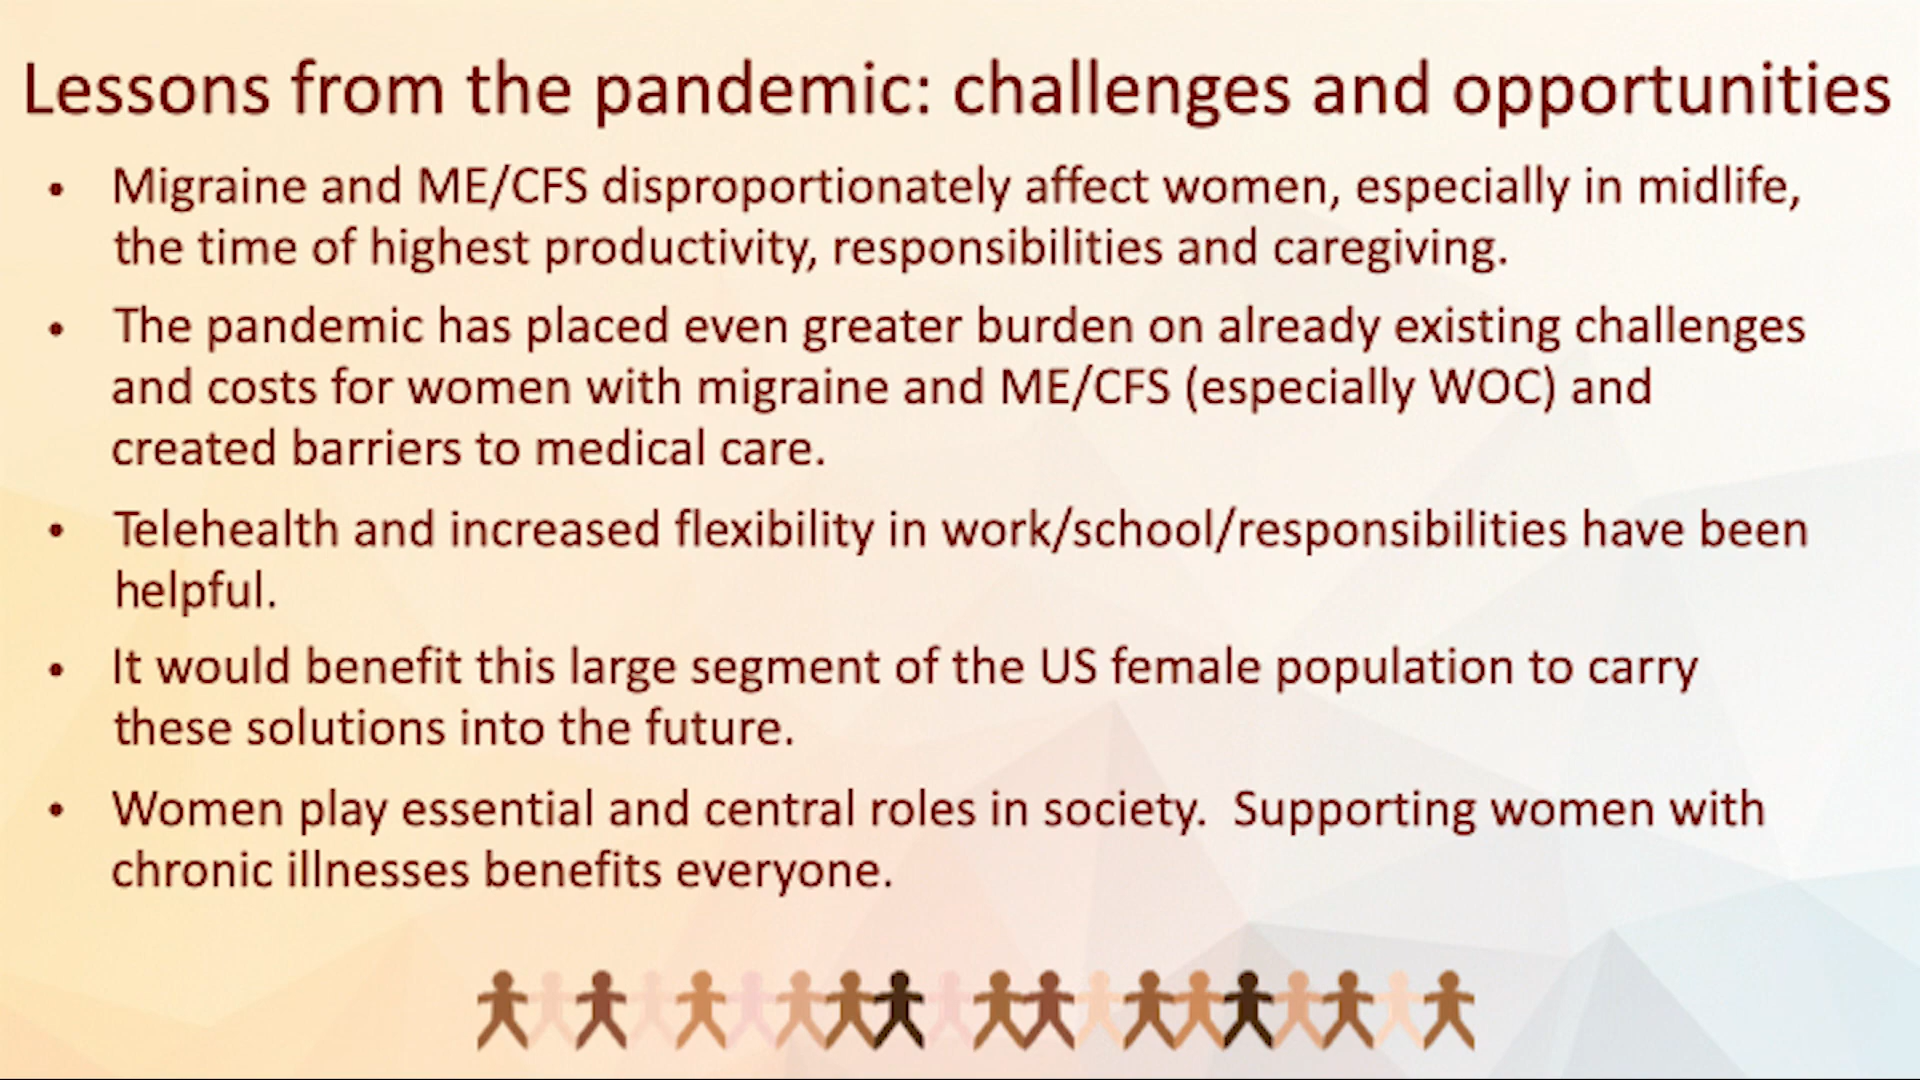 Lessons from the pandemic: challenges and opportunities
• Migraine and ME/CFS disproportionately affect women, especially in midlife,
the time of highest productivity, responsibilities and caregiving.
• The pandemic has placed even greater burden on already existing challenges
and costs for women with migraine and ME/CFS (especially WOC) and
created barriers to medical care.
• Telehealth and increased flexibility in work/school/responsibilities have been
helpful.
• It would benefit this large segment of the US female population to carry
these solutions into the future.
• Women play essential and central roles in society.  Supporting women with
chronic illnesses benefits everyone.